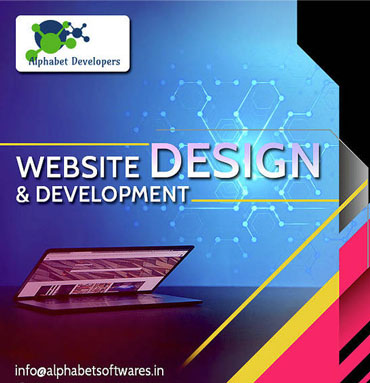 Alphabet Developers
WEBSITE DESIGN
& DEVELOPMENT
info@alphabetsoftwares.in